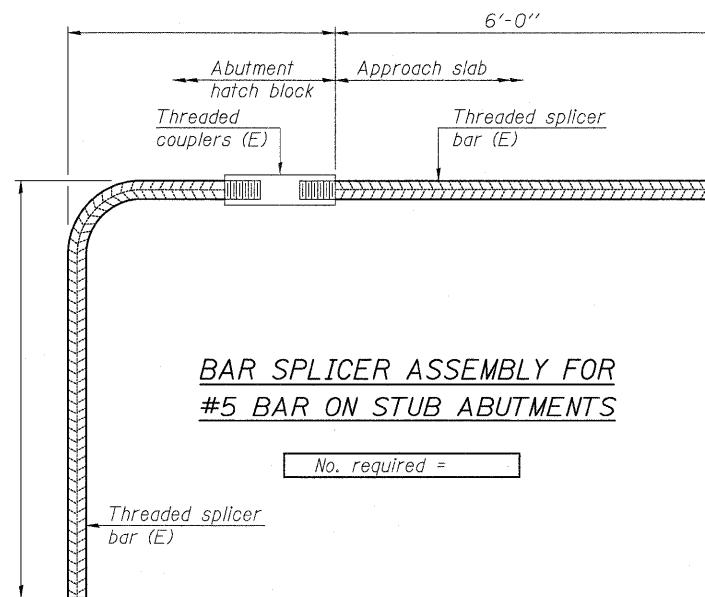 6'-0''
Abutment
hatch block
Approach slab
Threaded
couplers (E)
Threaded splicer
bar (E)
BAR SPLICER ASSEMBLY FOR
#5 BAR ON STUB ABUTMENTS
No. required =
Threaded splicer
bar (E)